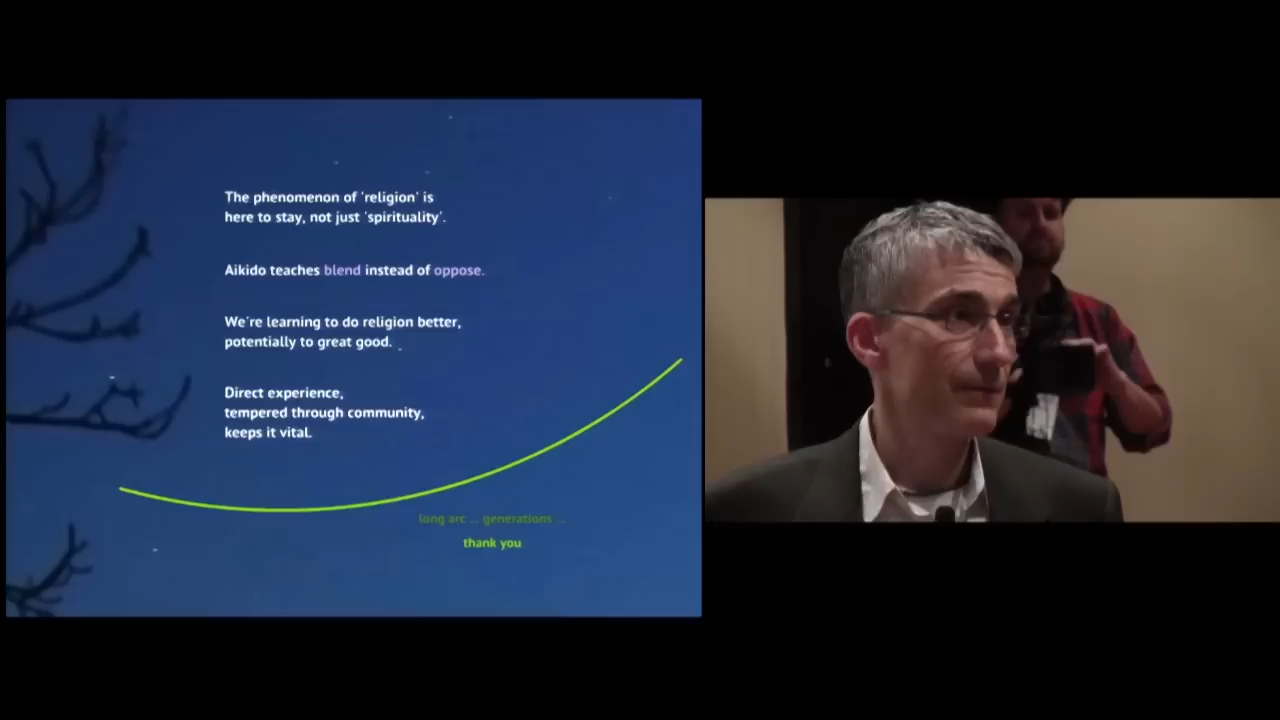 The phenomenon of 'religion' is
here to stay, not just 'spirituality'.
Aikido teaches blend instead of oppose.
We're learning to do religion better,
potentially to great good.
Direct experience,
tempered through community,
keeps it vital.
long arc ... generations ...
thank you